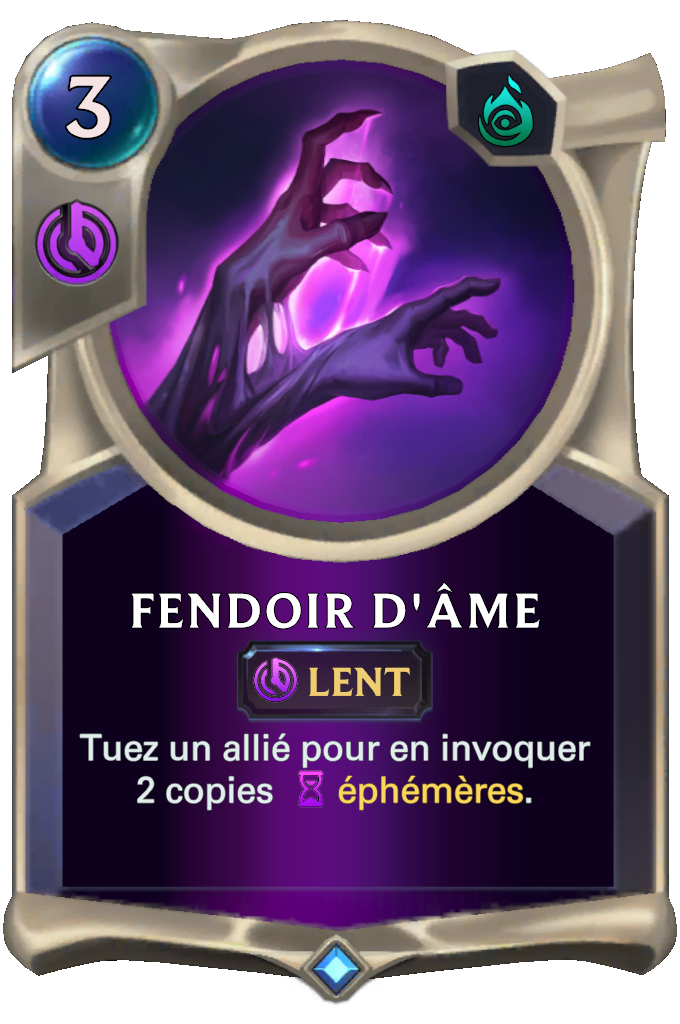 3
FENDOIR D'ÂME
LENT
Tuez un allié pour en invoquer
2 copies éphémères.